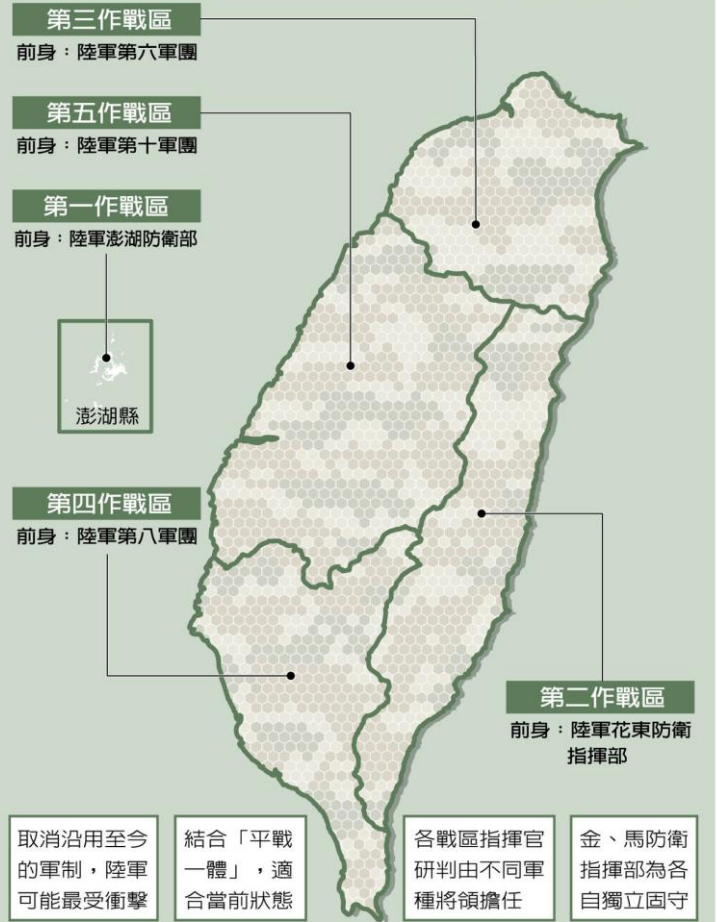 第三作戰區
前身：陸軍第六軍團
第五作戰區
前身：陸軍第十軍團
第一作戰區
前身：陸軍澎湖防衛部
澎湖縣
第四作戰區
前身：陸軍第八軍團
第二作戰區
前身：陸軍花東防衛
指揮部
取消沿用至今
的軍制，陸軍
可能最受衝擊
結合「平戰
一體」，適
合當前狀態
各戰區指揮官
研判由不同軍
種將領擔任
金、馬防衛
指揮部為各
自獨立固守